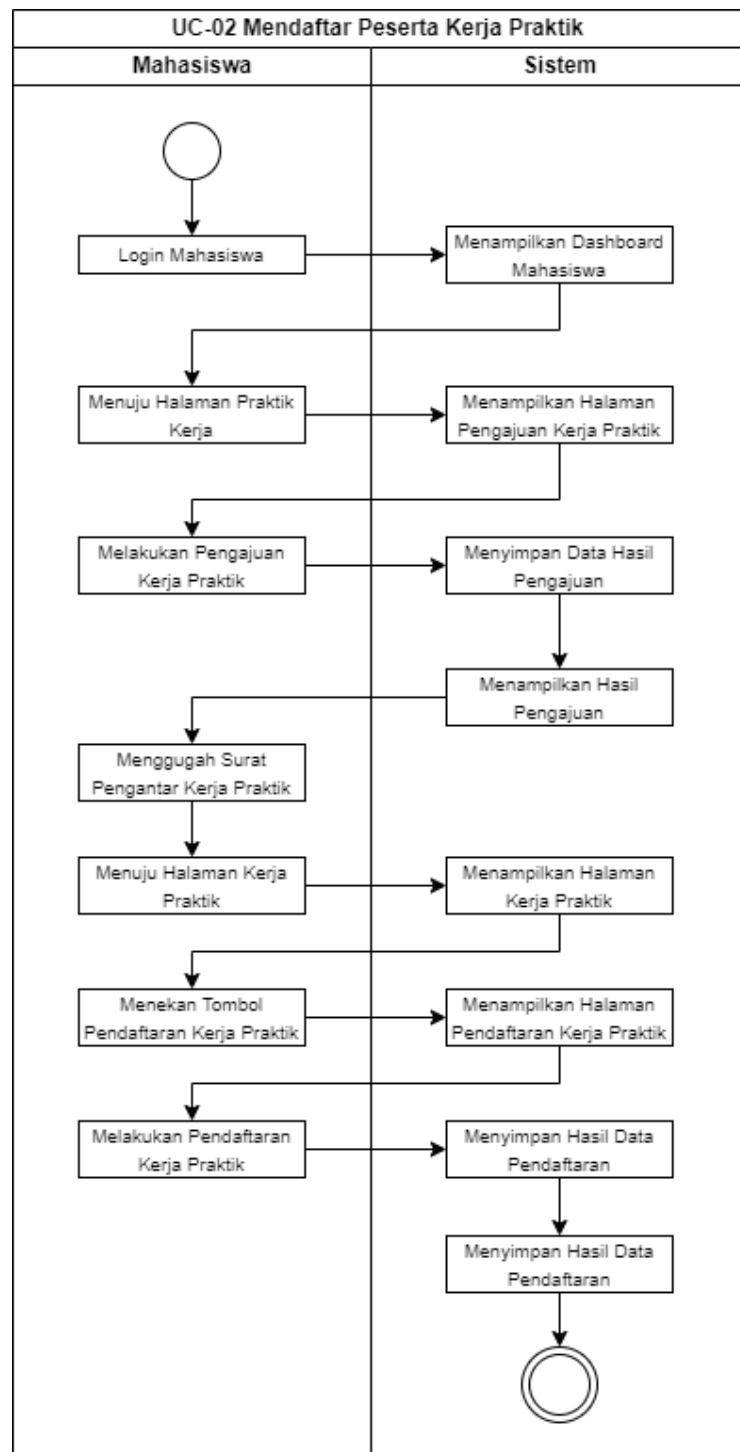 UC-02 Mendaftar Peserta Kerja Praktik
Mahasiswa
Sistem
Login Mahasiswa
Menampilkan Dashboard
Mahasiswa
Menuju Halaman Praktik
Kerja
Menampilkan Halaman
Pengajuan Kerja Praktik
Melakukan Pengajuan
Kerja Praktik
Menyimpan Data Hasil
Pengajuan
Menampilkan Hasil
Pengajuan
Menggugah Surat
Pengantar Kerja Praktik
Menuju Halaman Kerja
Praktik
Menampilkan Halaman
Kerja Praktik
Menekan Tombol
Pendaftaran Kerja Praktik
Menampilkan Halaman
Pendaftaran Kerja Praktik
Melakukan Pendaftaran
Kerja Praktik
Menyimpan Hasil Data
Pendaftaran
Menyimpan Hasil Data
Pendaftaran